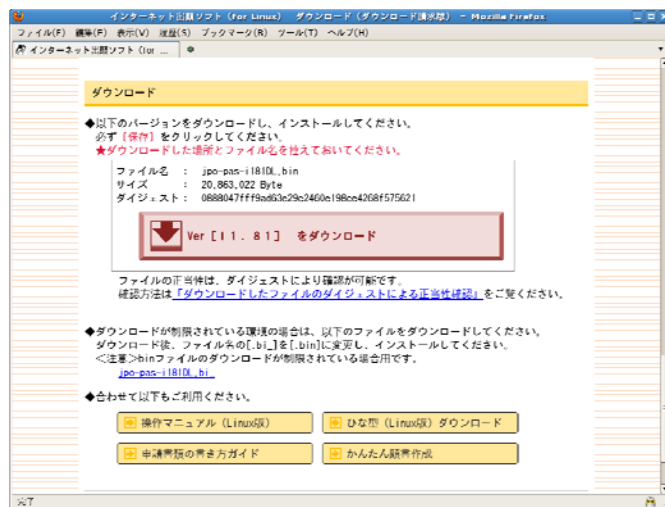 インターネット出願ソフト (for Linux) ダウンロード (ダウンロード請求版) - Mozilla Firefox
ファイル(F) 編集(E) 表示(V) 履歴(S) ブックマーク(B) ツール(T) ヘルプ(H)
インターネット出願ソフト (for ...
ダウンロード
◆以下のバージョンをダウンロードし、インストールしてください。
必ず［保存］をクリックしてください。
★ダウンロードした場所とファイル名を控えておいてください。
ファイル名 : jpo-pas-i181DL.bin
サイズ : 20,863,022 Byte
ダイジェスト : 0888047fff9ad63e29e2460e198ce4268f575621
Ver [I1.81] をダウンロード
ファイルの正当性は、ダイジェストにより確認が可能です。
確認方法は「ダウンロードしたファイルのダイジェストによる正当性確認」をご覧ください。
◆ダウンロードが制限されている環境の場合は、以下のファイルをダウンロードしてください。
ダウンロード後、ファイル名の[.bi_]を[.bin]に変更し、インストールしてください。
＜注意＞binファイルのダウンロードが制限されている場合用です。
jpo-pas-i181DL.bi_
◆合わせて以下もご利用ください。
操作マニュアル (Linux版) ひな型 (Linux版) ダウンロード
申請書類の書き方ガイド かんたん願書作成
完了